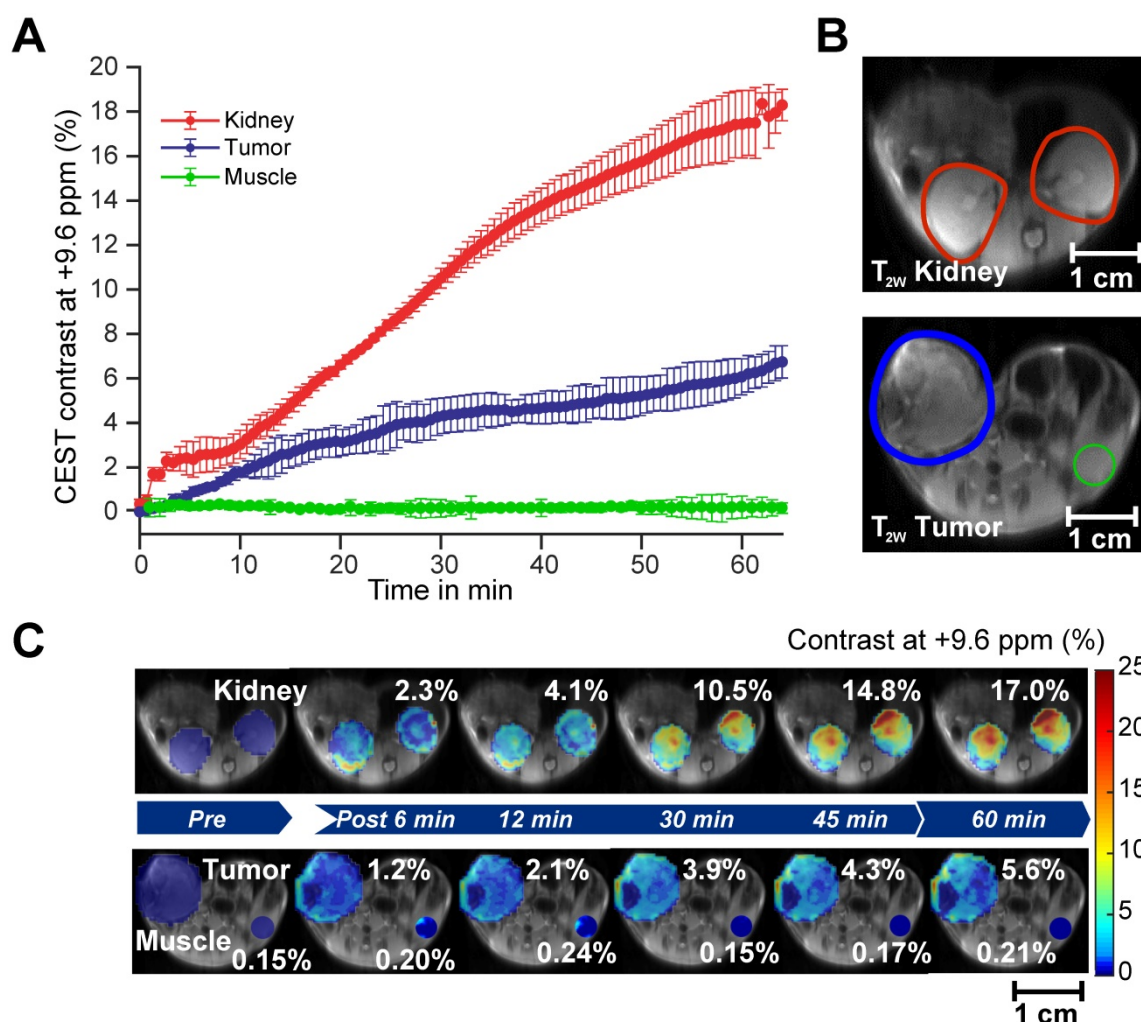 A
CEST contrast at +9.6 ppm (%)
20
18
16
14
12
10
8
6
4
2
0
Kidney
Tumor
Muscle
0 10 20 30 40 50 60
Time in min
B
T2W Kidney
1 cm
T2W Tumor
1 cm
C
Contrast at +9.6 ppm (%)
Kidney 2.3% 4.1% 10.5% 14.8% 17.0%
Pre Post 6 min 12 min 30 min 45 min 60 min
Tumor 1.2% 2.1% 3.9% 4.3% 5.6%
Muscle 0.15% 0.20% 0.24% 0.15% 0.17% 0.21%
25
20
15
10
5
0
1 cm